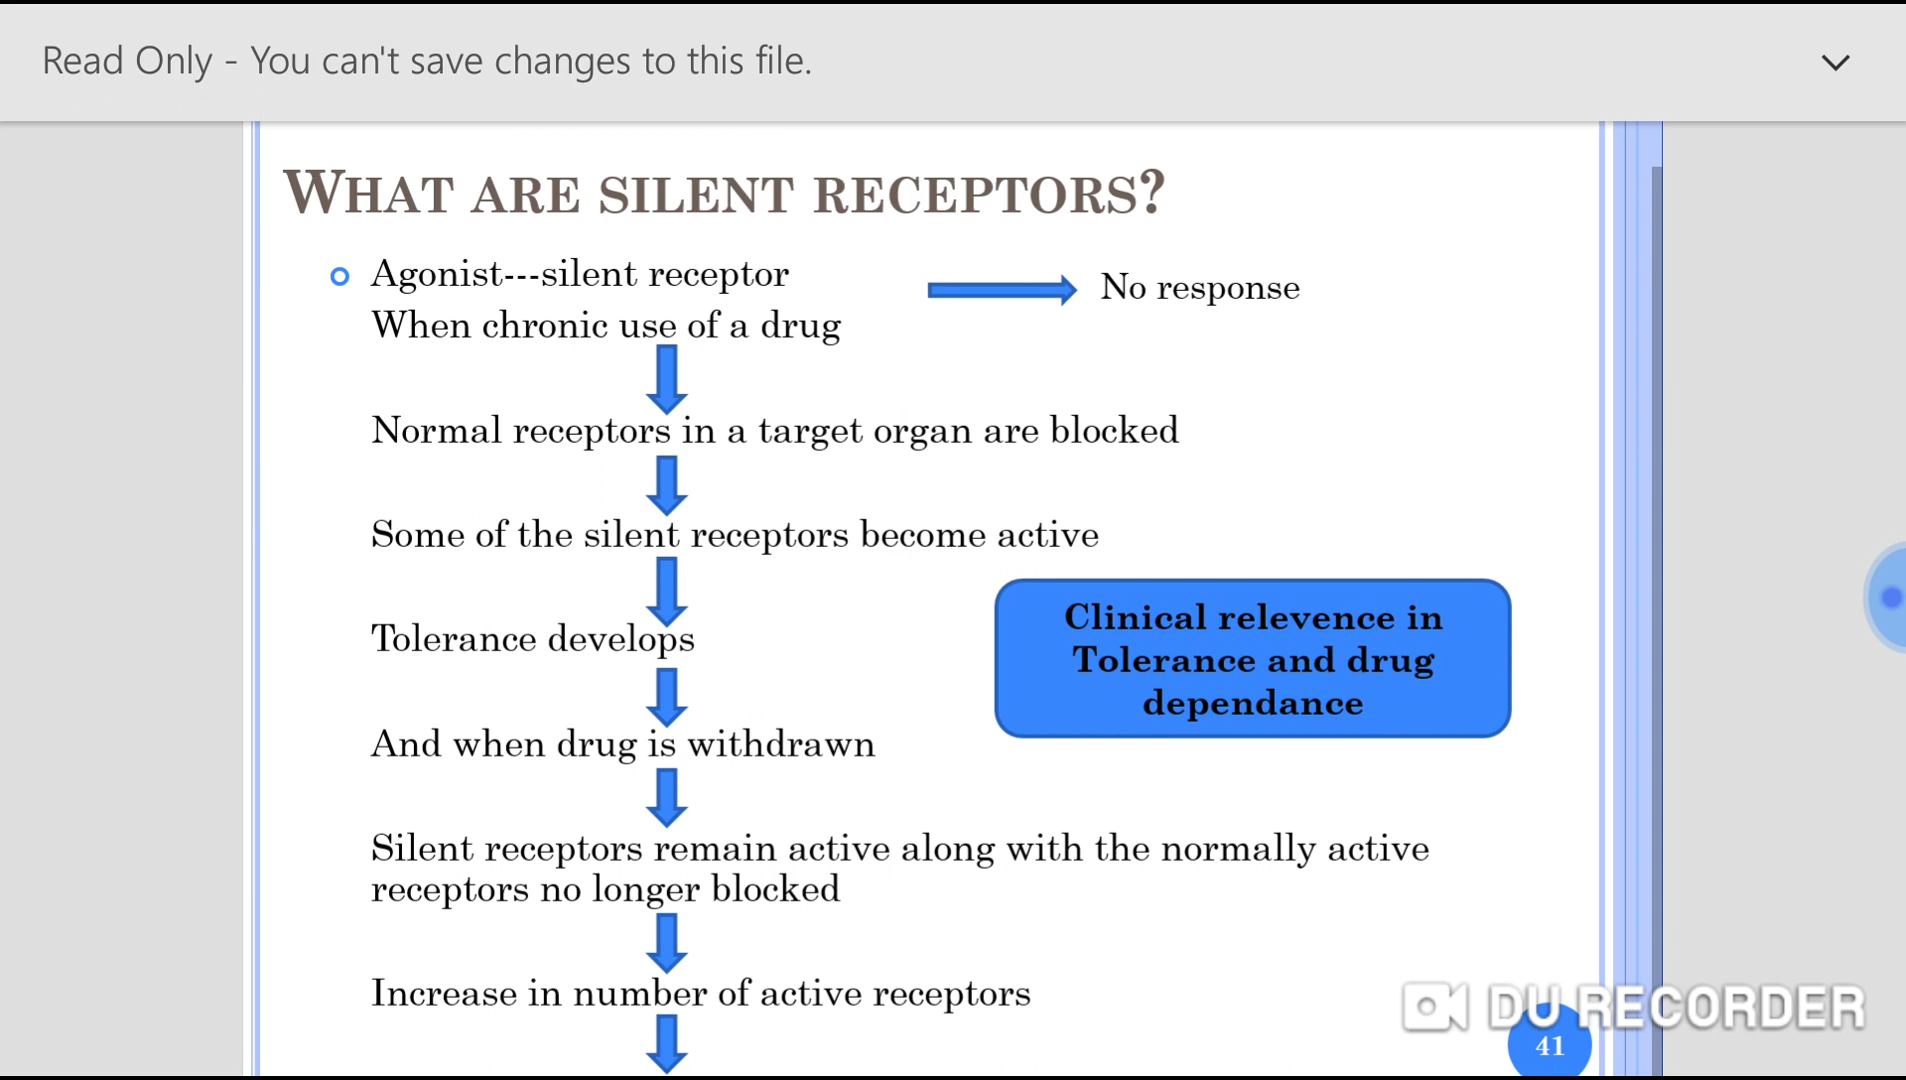 Read Only - You can't save changes to this file.
WHAT ARE SILENT RECEPTORS?
Agonist---silent receptor
No response
When chronic use of a drug
Normal receptors in a target organ are blocked
Some of the silent receptors become active
Tolerance develops
Clinical relevence in
Tolerance and drug
dependance
And when drug is withdrawn
Silent receptors remain active along with the normally active
receptors no longer blocked
Increase in number of active receptors
DU RECORDER
41